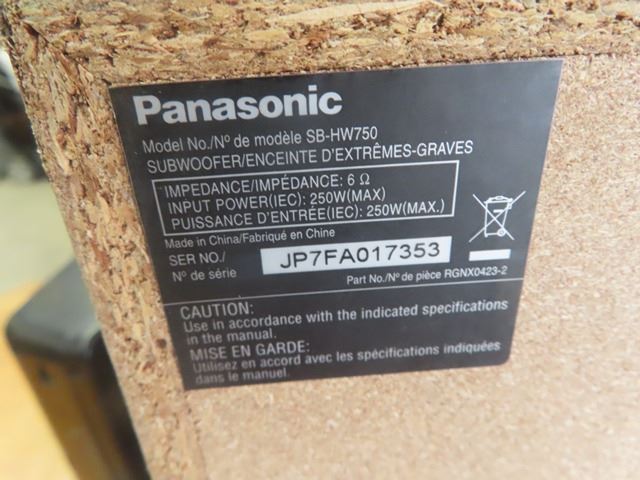 Panasonic
Model No./Nº de modèle SB-HW750
SUBWOOFER/ENCEINTE D'EXTRÊMES-GRAVES
IMPEDANCE/IMPÉDANCE: 6 Ω
INPUT POWER(IEC): 250W(MAX)
PUISSANCE D'ENTRÉE(IEC): 250W(MAX.)
Made in China/Fabriqué en Chine
SER NO./
Nº de série
JP7FA017353
Part No./Nº de pièce RGNX0423-2
CAUTION:
Use in accordance with the indicated specifications
in the manual.
MISE EN GARDE:
Utilisez en accord avec les spécifications indiquées
dans le manuel.